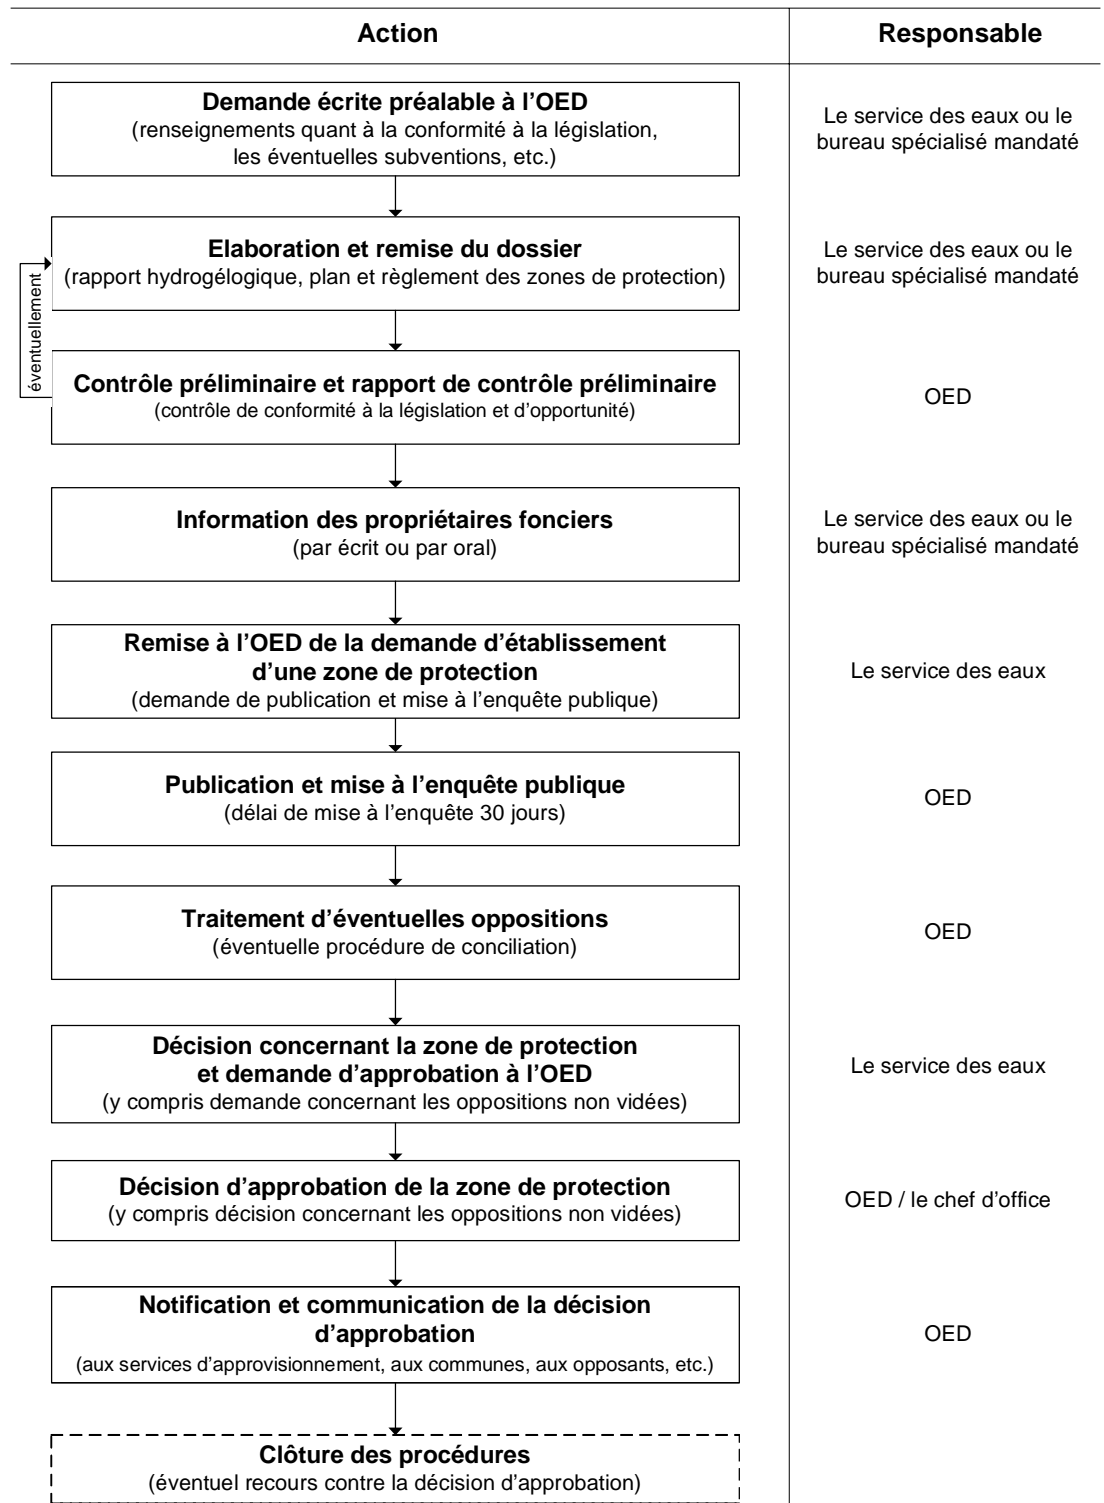 Action
Responsable
Demande écrite préalable à l’OED
(renseignements quant à la conformité à la législation,
les éventuelles subventions, etc.)
Le service des eaux ou le
bureau spécialisé mandaté
Elaboration et remise du dossier
(rapport hydrogélogique, plan et règlement des zones de protection)
Le service des eaux ou le
bureau spécialisé mandaté
éventuellement
Contrôle préliminaire et rapport de contrôle préliminaire
(contrôle de conformité à la législation et d’opportunité)
OED
Information des propriétaires fonciers
(par écrit ou par oral)
Le service des eaux ou le
bureau spécialisé mandaté
Remise à l’OED de la demande d’établissement
d’une zone de protection
(demande de publication et mise à l’enquête publique)
Le service des eaux
Publication et mise à l’enquête publique
(délai de mise à l’enquête 30 jours)
OED
Traitement d’éventuelles oppositions
(éventuelle procédure de conciliation)
OED
Décision concernant la zone de protection
et demande d’approbation à l’OED
(y compris demande concernant les oppositions non vidées)
Le service des eaux
Décision d’approbation de la zone de protection
(y compris décision concernant les oppositions non vidées)
OED / le chef d’office
Notification et communication de la décision
d’approbation
(aux services d’approvisionnement, aux communes, aux opposants, etc.)
OED
Clôture des procédures
(éventuel recours contre la décision d’approbation)